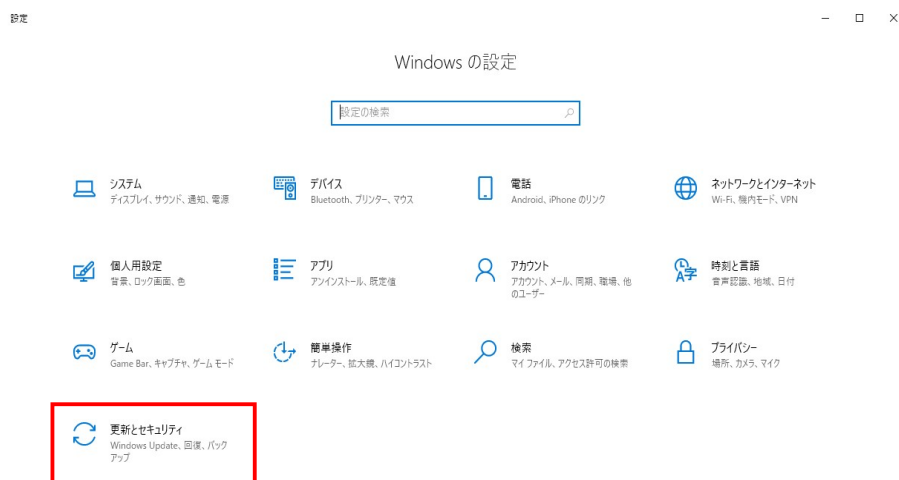 設定
Windows の設定
設定の検索
システム
ディスプレイ、サウンド、通知、電源
デバイス
Bluetooth、プリンター、マウス
電話
Android、iPhone のリンク
ネットワークとインターネット
Wi-Fi、機内モード、VPN
個人用設定
背景、ロック画面、色
アプリ
アンインストール、既定値
アカウント
アカウント、メール、同期、職場、他
のユーザー
時刻と言語
音声認識、地域、日付
ゲーム
Game Bar、キャプチャ、ゲーム モード
簡単操作
ナレーター、拡大鏡、ハイコントラスト
検索
マイ ファイル、アクセス許可の検索
プライバシー
場所、カメラ、マイク
更新とセキュリティ
Windows Update、回復、バック
アップ